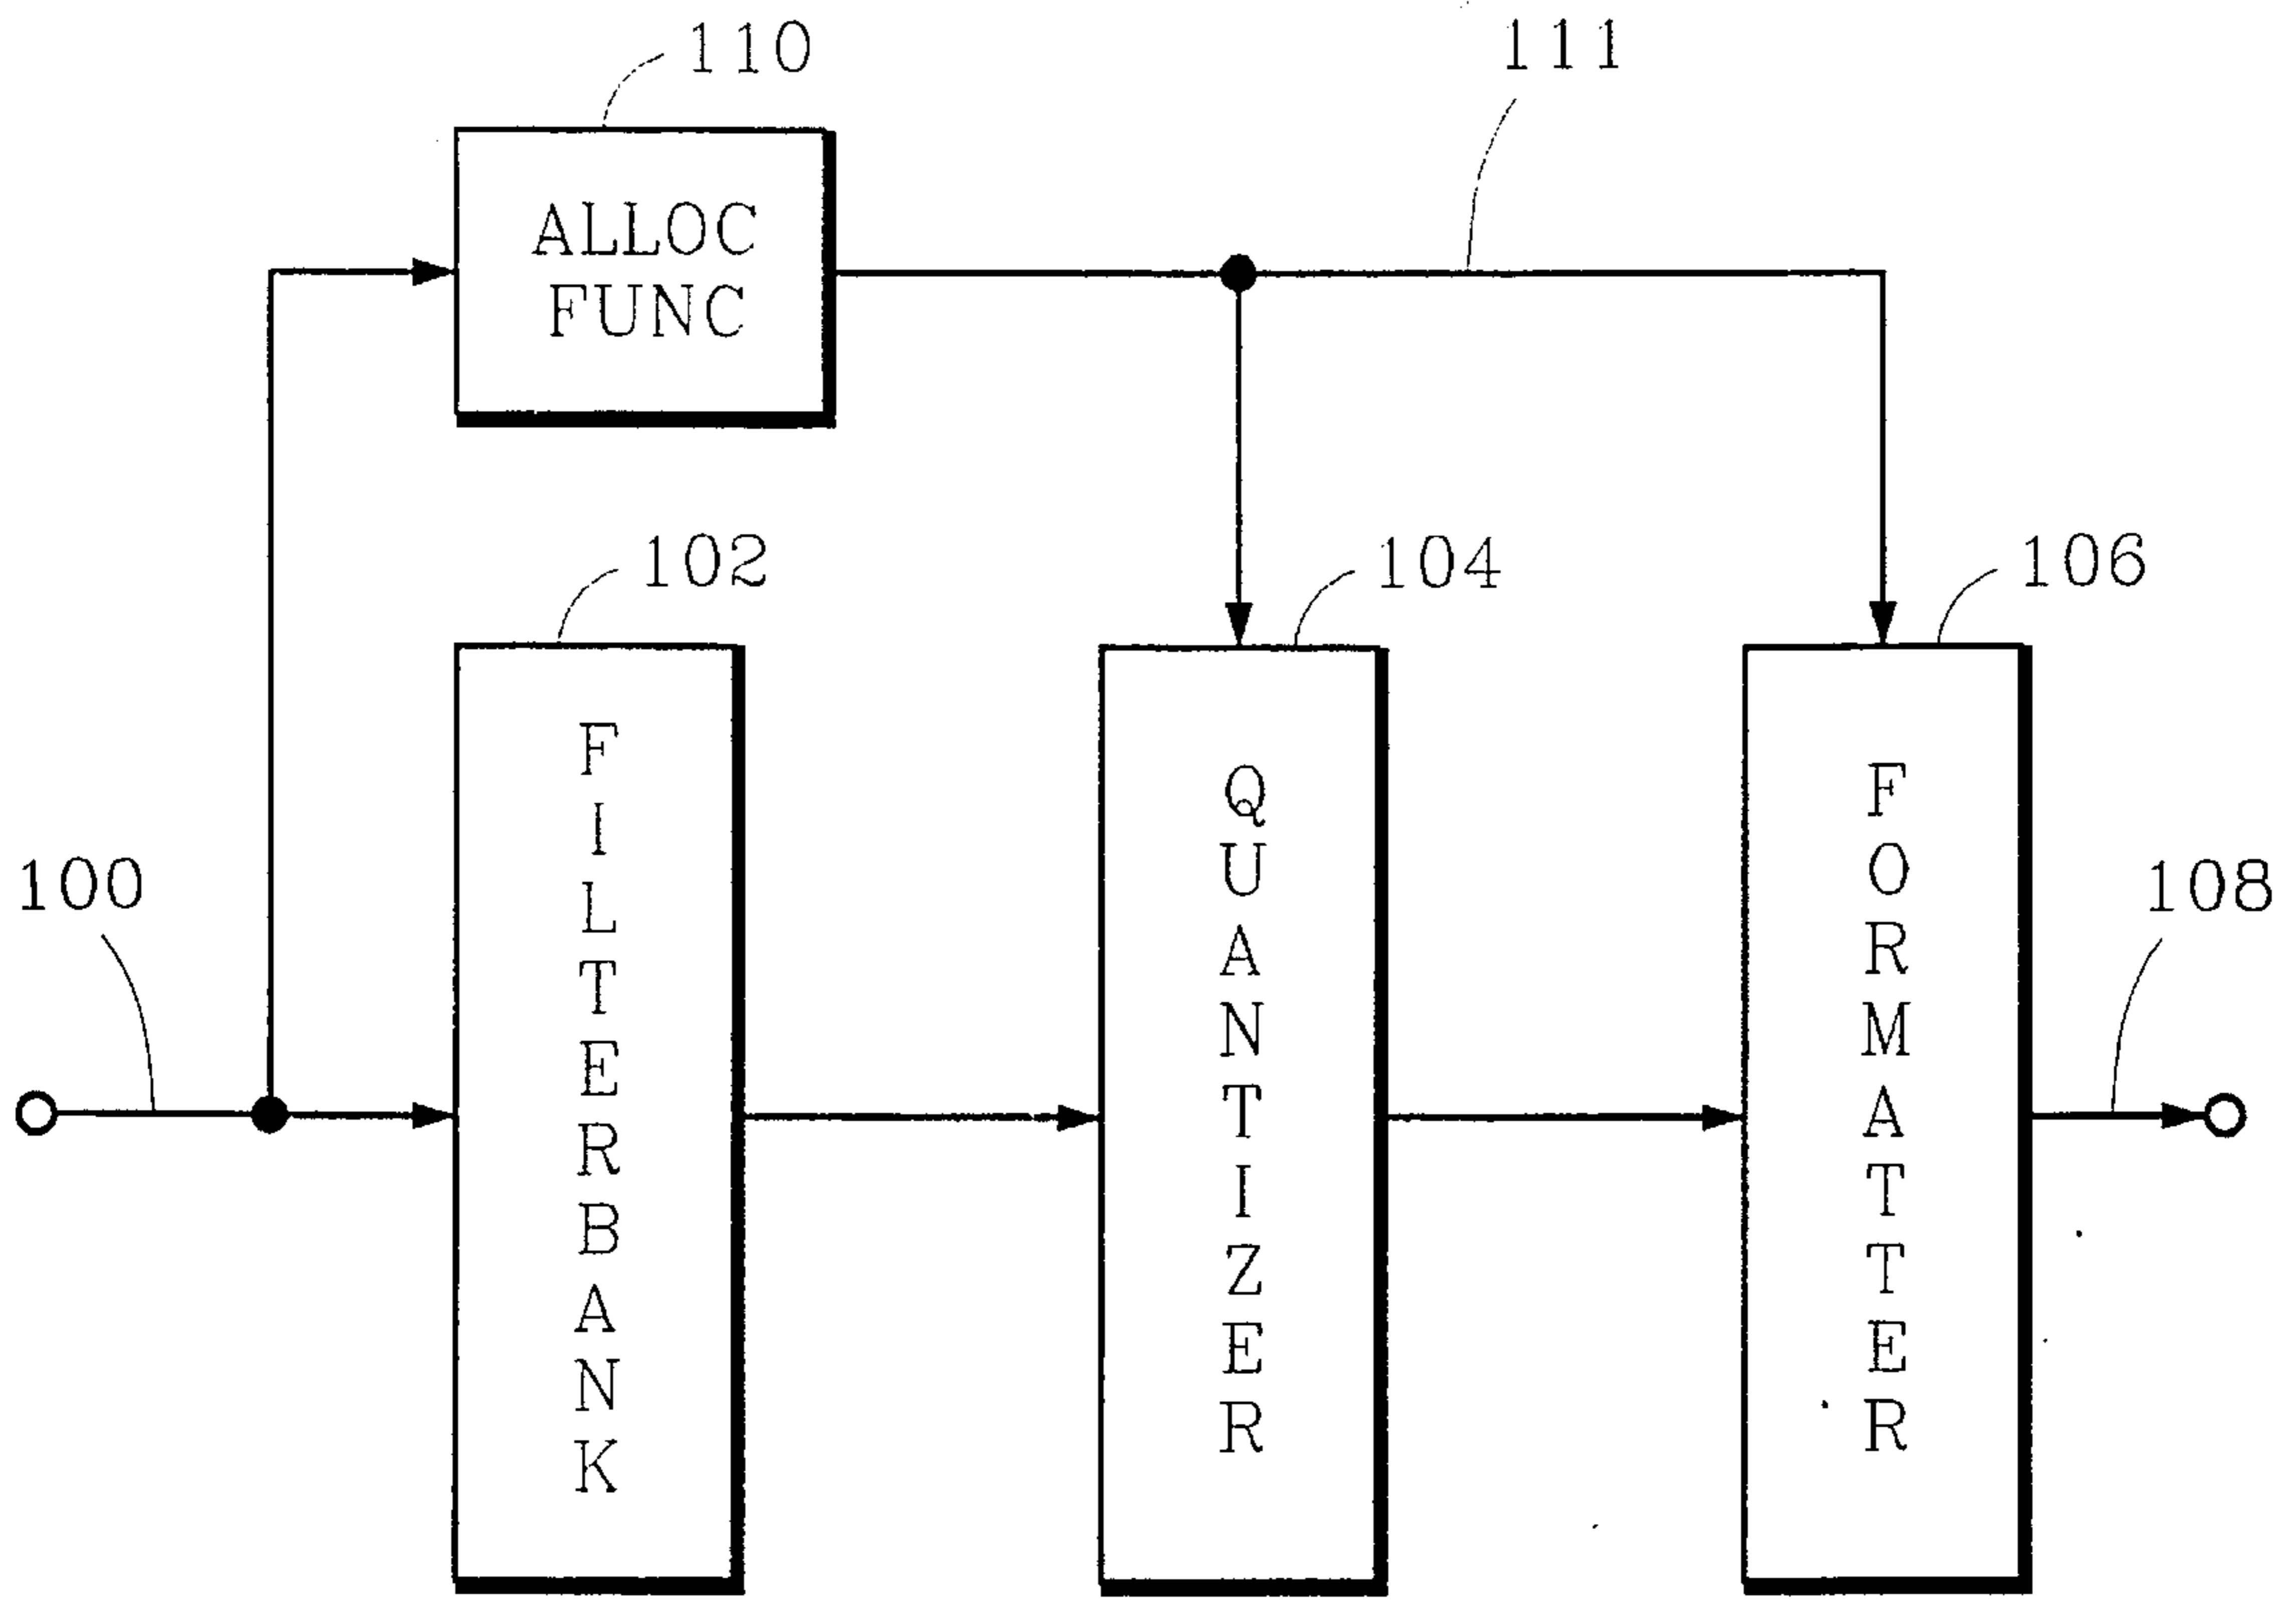 110
111
ALLOC
FUNC
102
104
106
FILTERBANK
QUANTIZER
FORMATTER
100
108